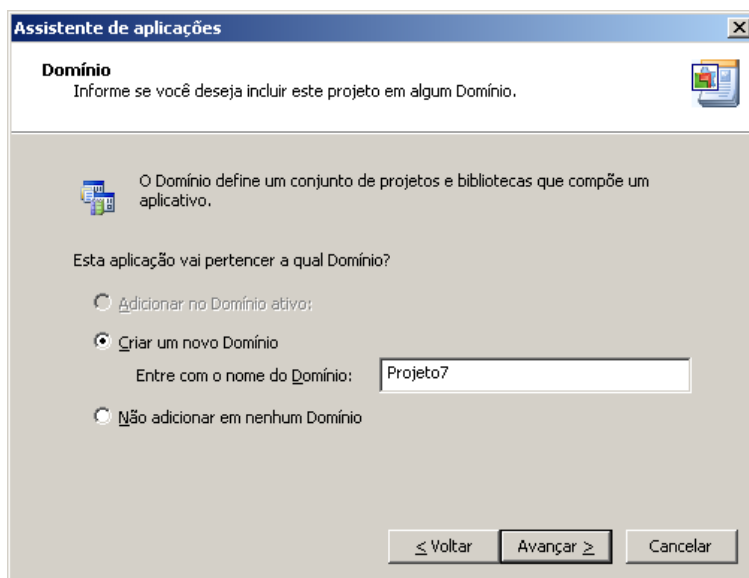 Assistente de aplicações
Domínio
Informe se você deseja incluir este projeto em algum Domínio.
O Domínio define um conjunto de projetos e bibliotecas que compõe um
aplicativo.
Esta aplicação vai pertencer a qual Domínio?
Adicionar no Domínio ativo:
Criar um novo Domínio
Entre com o nome do Domínio: Projeto7
Não adicionar em nenhum Domínio
< Voltar Avançar > Cancelar